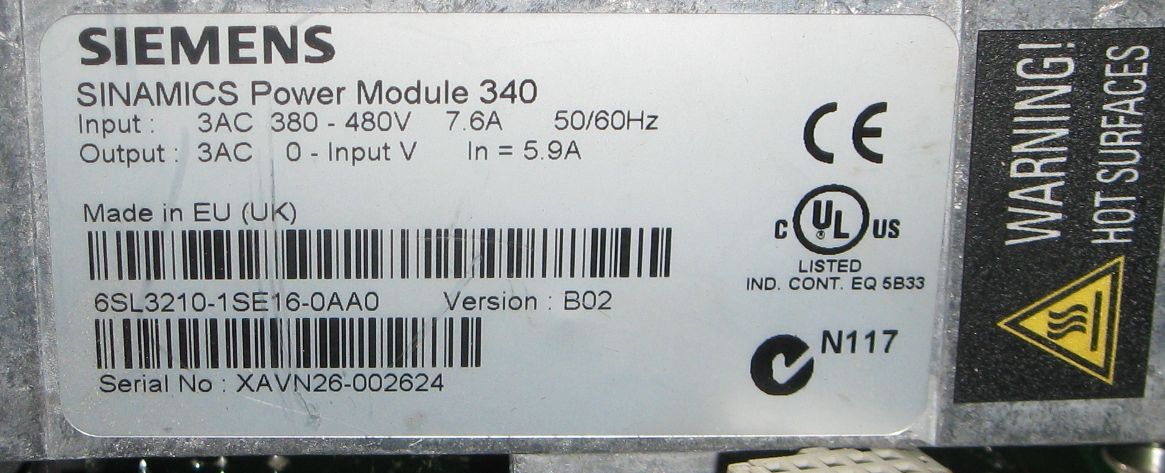 SIEMENS
SINAMICS Power Module 340
Input : 3AC 380 - 480V 7.6A 50/60Hz
Output : 3AC 0 - Input V In = 5.9A
Made in EU (UK)
6SL3210-1SE16-0AA0 Version : B02
Serial No : XAVN26-002624
CE
C UL US
®
LISTED
IND. CONT. EQ 5B33
N117
WARNING!
HOT SURFACES